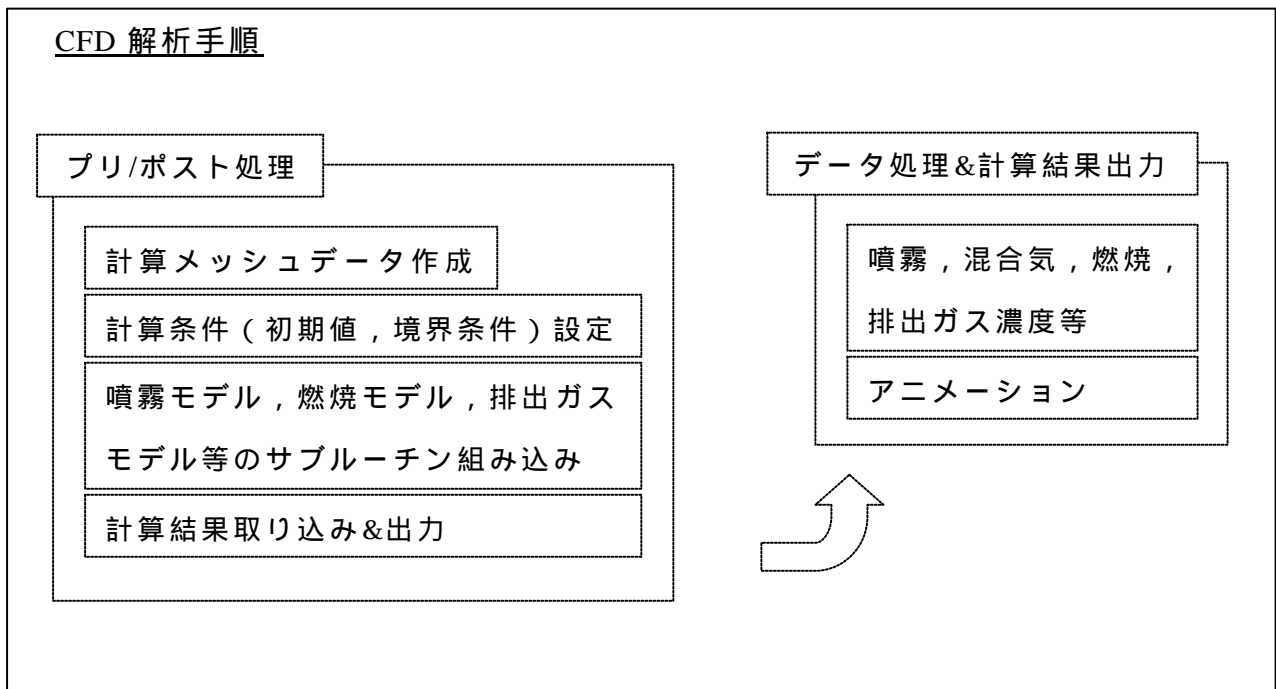 CFD 解析手順
プリ/ポスト処理
計算メッシュデータ作成
計算条件（初期値，境界条件）設定
噴霧モデル，燃焼モデル，排出ガス
モデル等のサブルーチン組み込み
計算結果取り込み&出力
データ処理&計算結果出力
噴霧，混合気，燃焼，
排出ガス濃度等
アニメーション